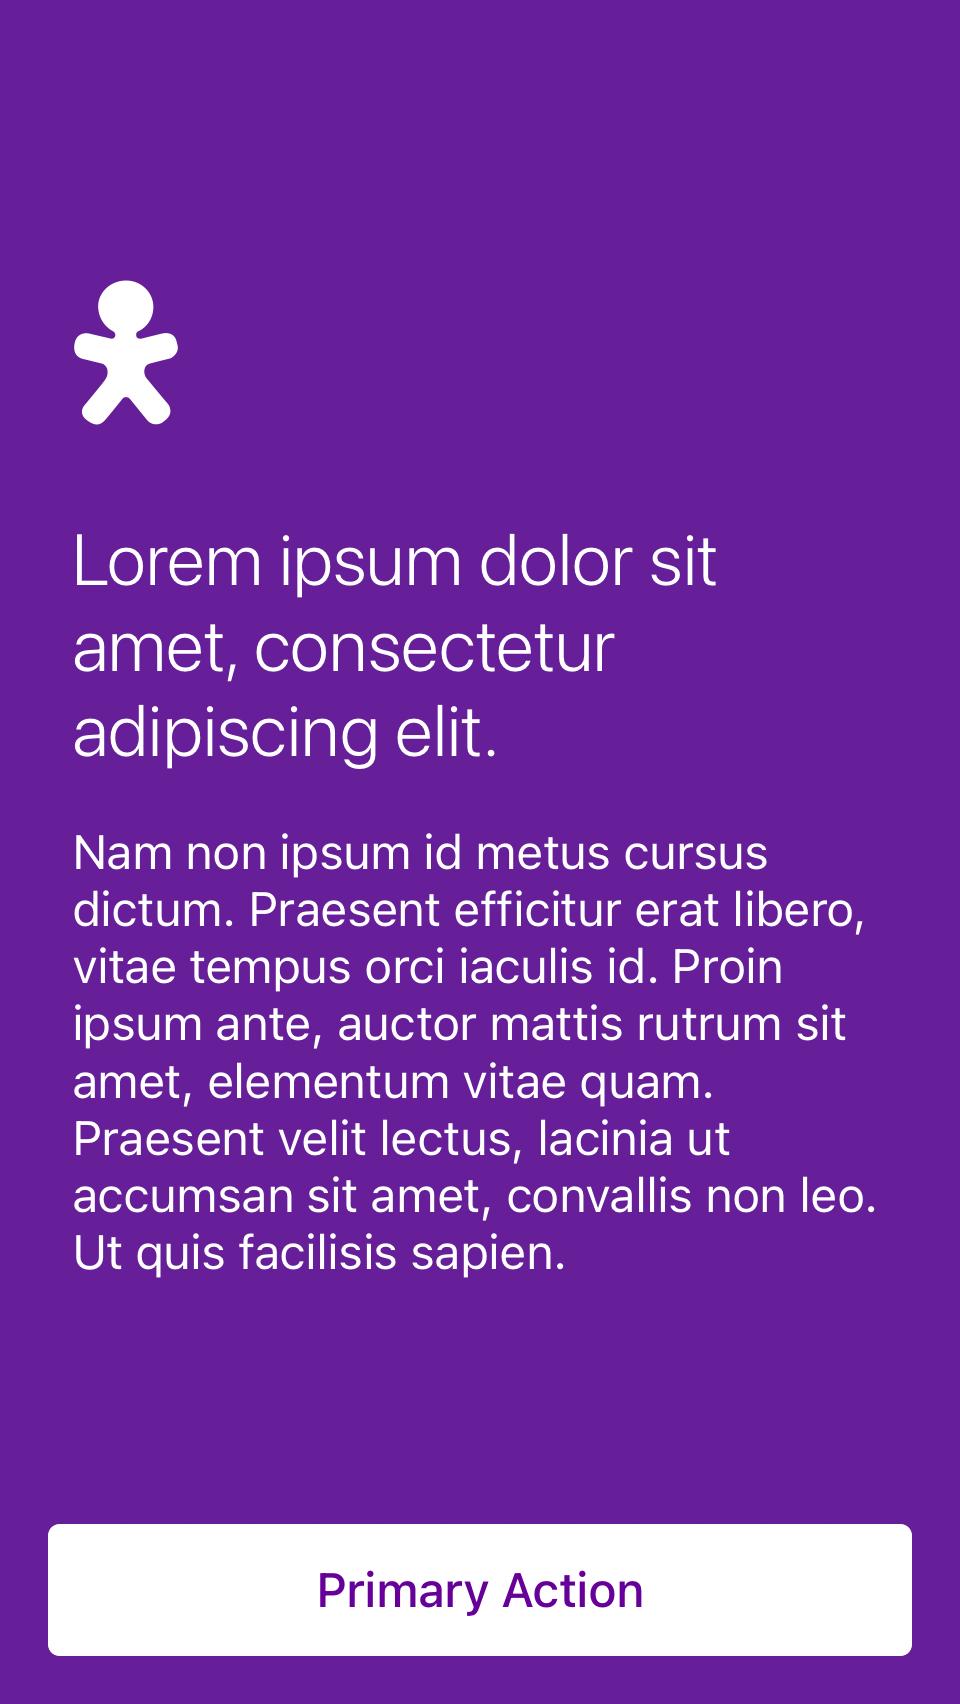 Lorem ipsum dolor sit
amet, consectetur
adipiscing elit.
Nam non ipsum id metus cursus
dictum. Praesent efficitur erat libero,
vitae tempus orci iaculis id. Proin
ipsum ante, auctor mattis rutrum sit
amet, elementum vitae quam.
Praesent velit lectus, lacinia ut
accumsan sit amet, convallis non leo.
Ut quis facilisis sapien.
Primary Action